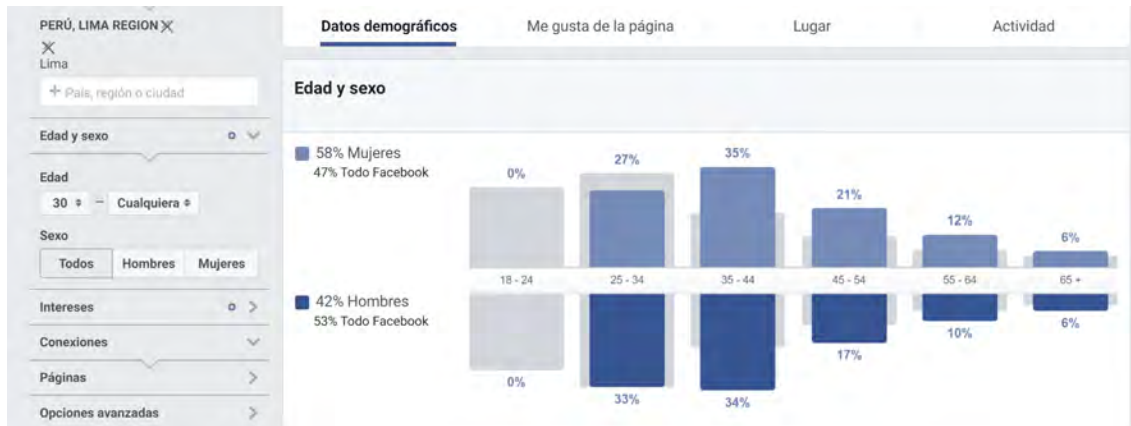 PERÚ, LIMA REGION
Lima
+ País, región o ciudad
Edad y sexo
Edad
30 – Cualquiera
Sexo
Todos Hombres Mujeres
Intereses
Conexiones
Páginas
Opciones avanzadas
Datos demográficos Me gusta de la página Lugar Actividad
Edad y sexo
58% Mujeres
47% Todo Facebook
0% 27% 35% 21% 12% 6%
18 - 24 25 - 34 35 - 44 45 - 54 55 - 64 65 +
42% Hombres
53% Todo Facebook
0% 33% 34% 17% 10% 6%